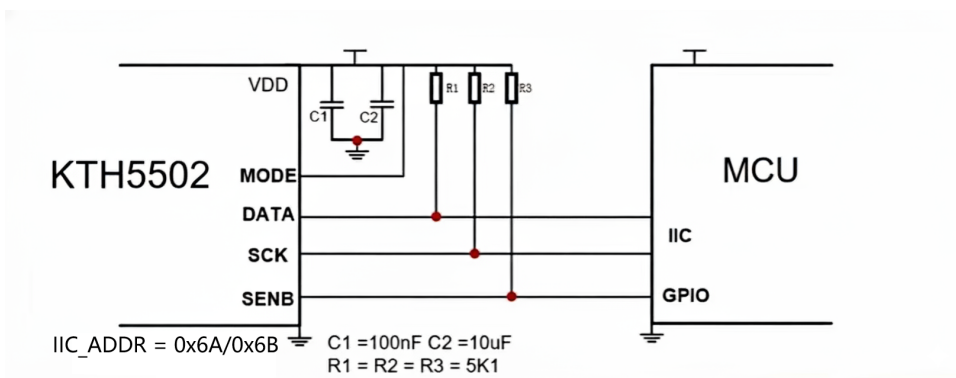 VDD
C1
C2
R1
R2
R3
KTH5502
MODE
MCU
DATA
IIC
SCK
SENB
GPIO
IIC_ADDR = 0x6A/0x6B
C1 =100nF C2 =10uF
R1 = R2 = R3 = 5K1